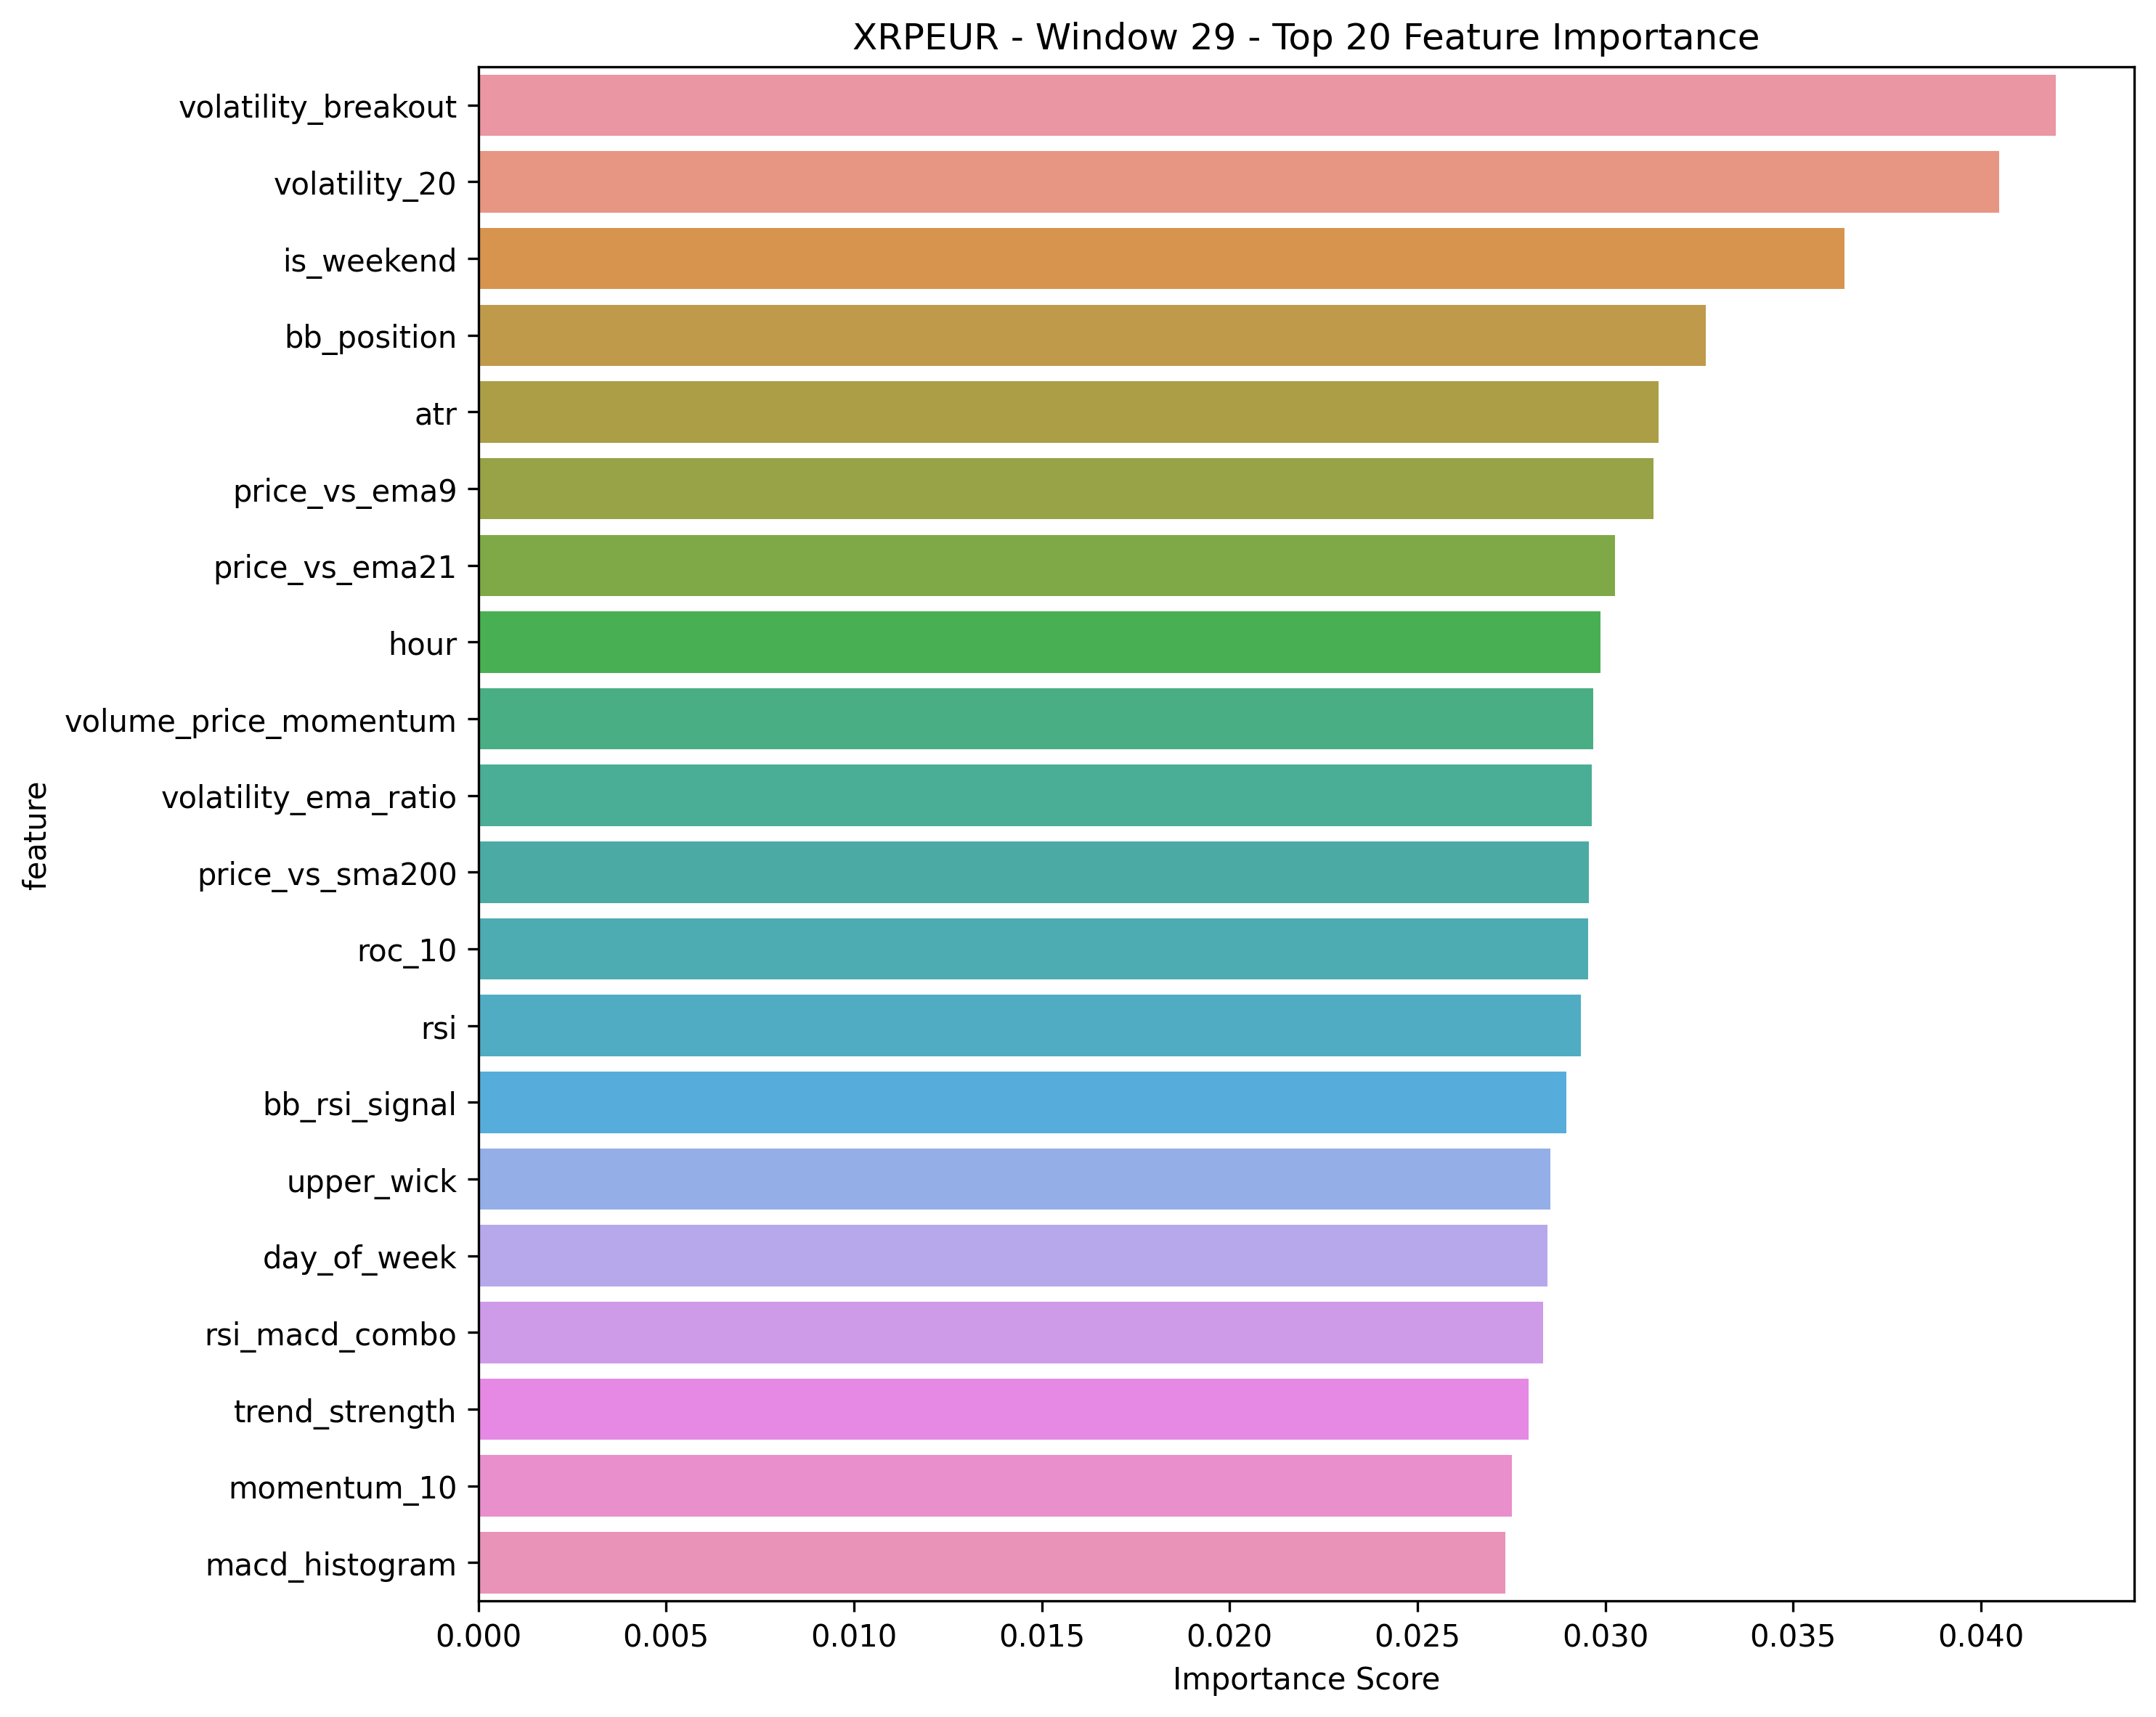 XRPEUR - Window 29 - Top 20 Feature Importance
feature
volatility_breakout
volatility_20
is_weekend
bb_position
atr
price_vs_ema9
price_vs_ema21
hour
volume_price_momentum
volatility_ema_ratio
price_vs_sma200
roc_10
rsi
bb_rsi_signal
upper_wick
day_of_week
rsi_macd_combo
trend_strength
momentum_10
macd_histogram
0.000 0.005 0.010 0.015 0.020 0.025 0.030 0.035 0.040
Importance Score